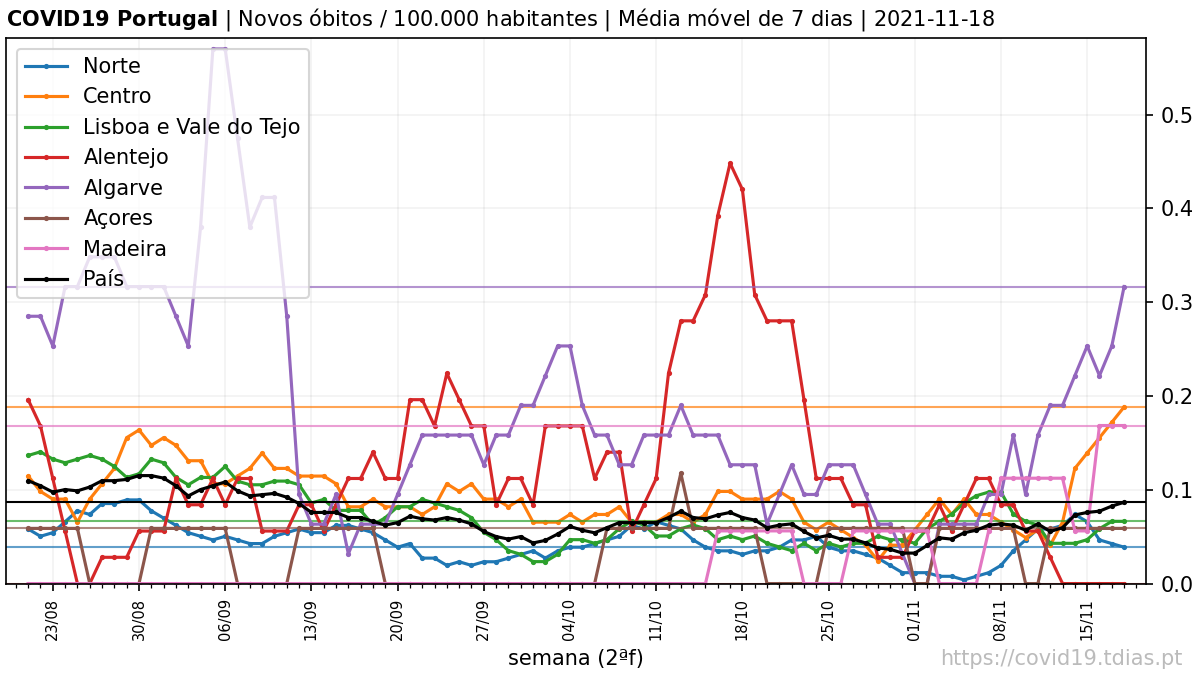 COVID19 Portugal | Novos óbitos / 100.000 habitantes | Média móvel de 7 dias | 2021-11-18
Norte
Centro
Lisboa e Vale do Tejo
Alentejo
Algarve
Açores
Madeira
País
0.5
0.4
0.3
0.2
0.1
0.0
23/08
30/08
06/09
13/09
20/09
27/09
04/10
11/10
18/10
25/10
01/11
08/11
15/11
semana (2ªf)
https://covid19.tdias.pt